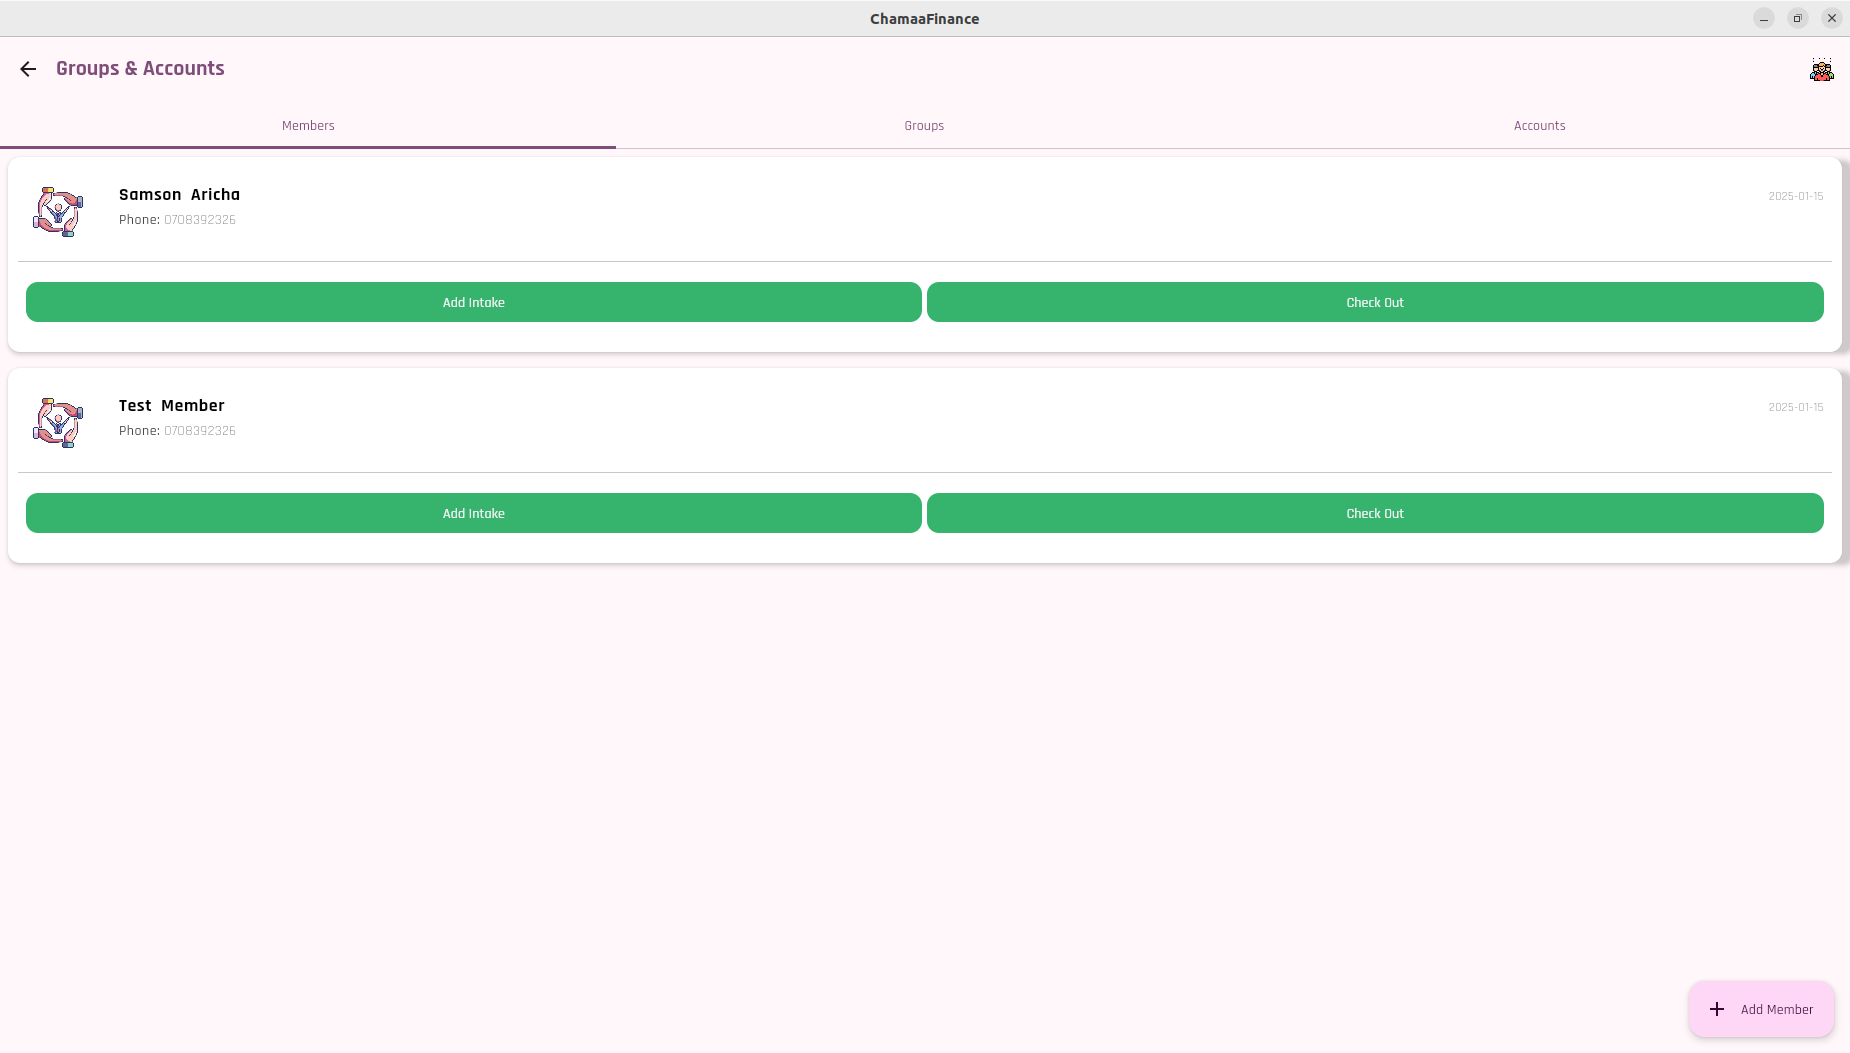 ChamaaFinance
Groups & Accounts
Members Groups Accounts
Samson Aricha
2025-01-15
Phone: 0708392326
Add Intake Check Out
Test Member
2025-01-15
Phone: 0708392326
Add Intake Check Out
Add Member